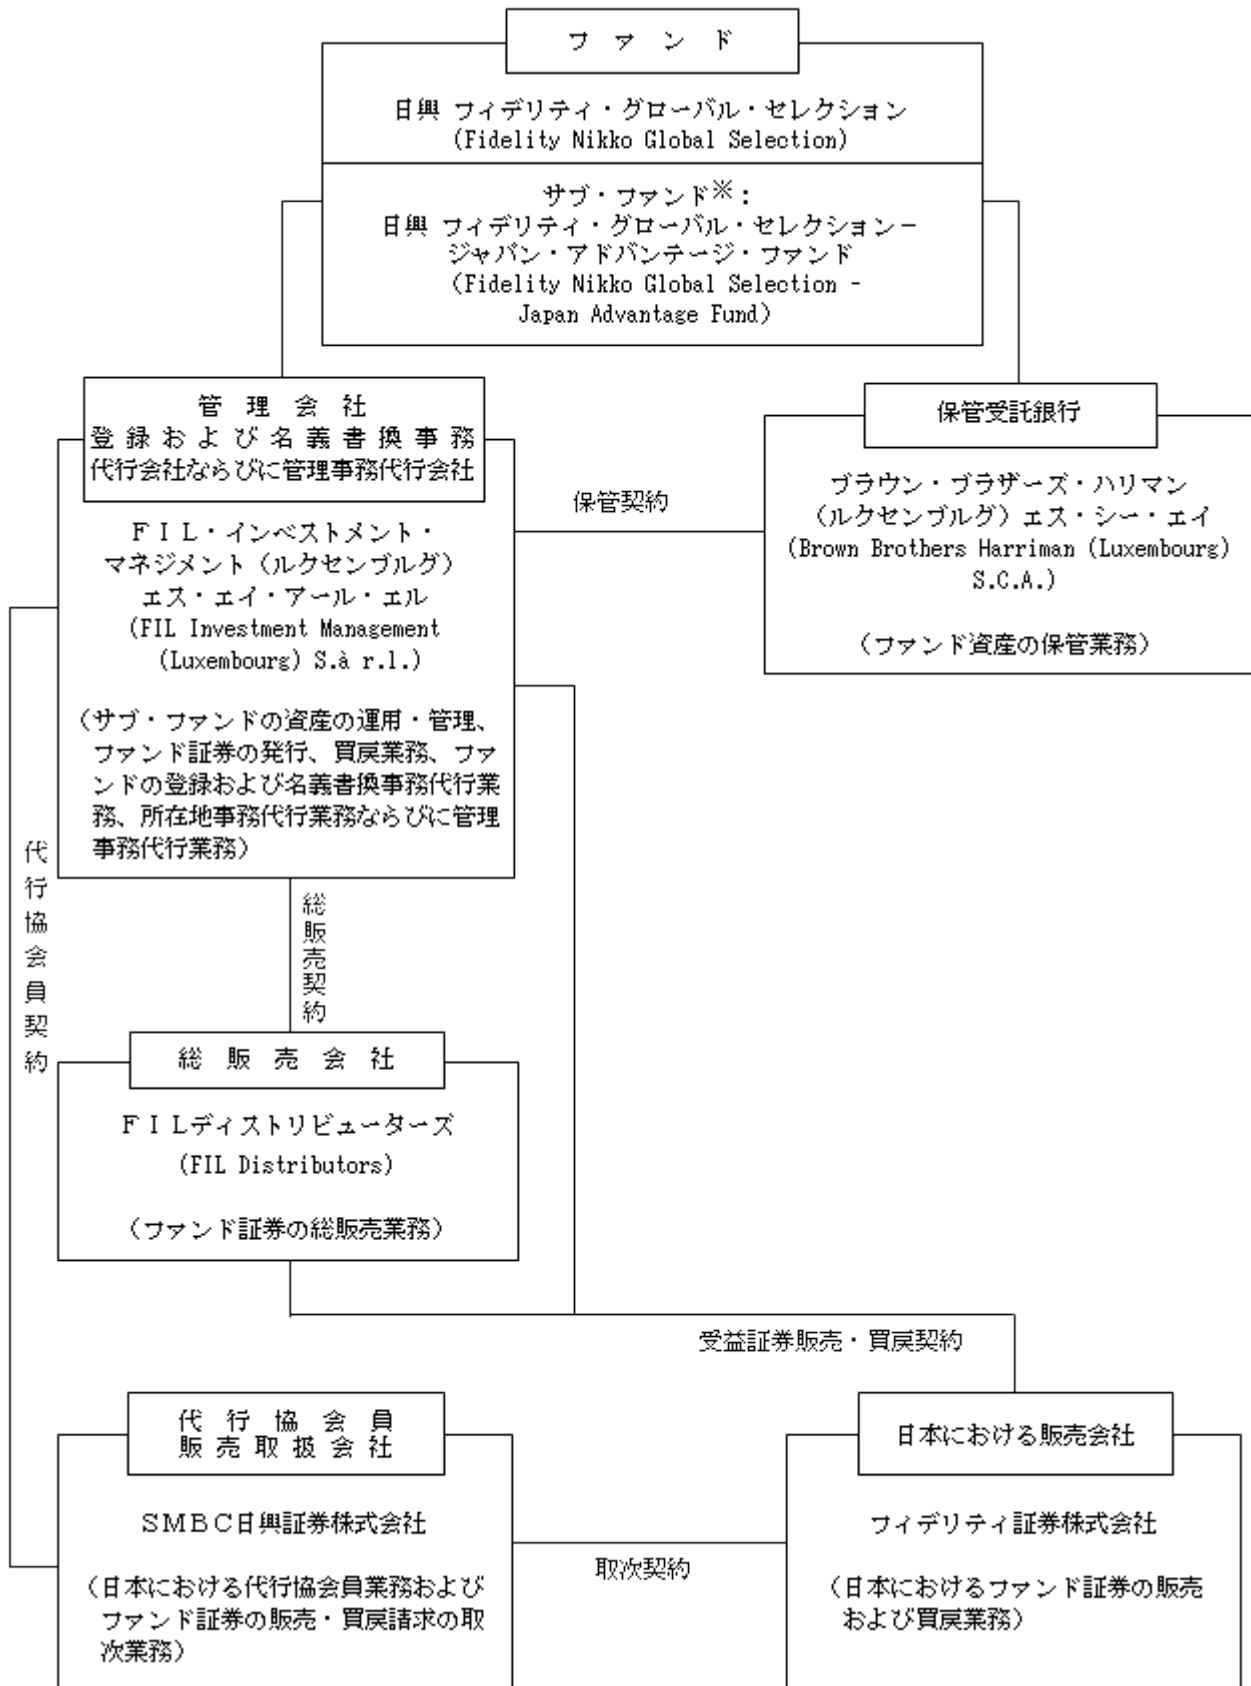 ファンド
日興 フィデリティ・グローバル・セレクション
(Fidelity Nikko Global Selection)
サブ・ファンド※：
日興 フィデリティ・グローバル・セレクション－
ジャパン・アドバンテージ・ファンド
(Fidelity Nikko Global Selection -
Japan Advantage Fund)
管理会社
登録および名義書換事務
代行会社ならびに管理事務代行会社
ＦＩＬ・インベストメント・
マネジメント（ルクセンブルグ）
エス・エイ・アール・エル
(FIL Investment Management
(Luxembourg) S.à r.l.)
（サブ・ファンドの資産の運用・管理、
ファンド証券の発行、買戻業務、ファ
ンドの登録および名義書換事務代行業
務、所在地事務代行業務ならびに管理
事務代行業務）
保管契約
保管受託銀行
ブラウン・ブラザーズ・ハリマン
（ルクセンブルグ）エス・シー・エイ
(Brown Brothers Harriman (Luxembourg)
S.C.A.)
（ファンド資産の保管業務）
代行協会員契約
総販売契約
総販売会社
ＦＩＬディストリビューターズ
(FIL Distributors)
（ファンド証券の総販売業務）
受益証券販売・買戻契約
代行協会員
販売取扱会社
ＳＭＢＣ日興証券株式会社
（日本における代行協会員業務および
ファンド証券の販売・買戻請求の取
次業務）
取次契約
日本における販売会社
フィデリティ証券株式会社
（日本におけるファンド証券の販売
および買戻業務）